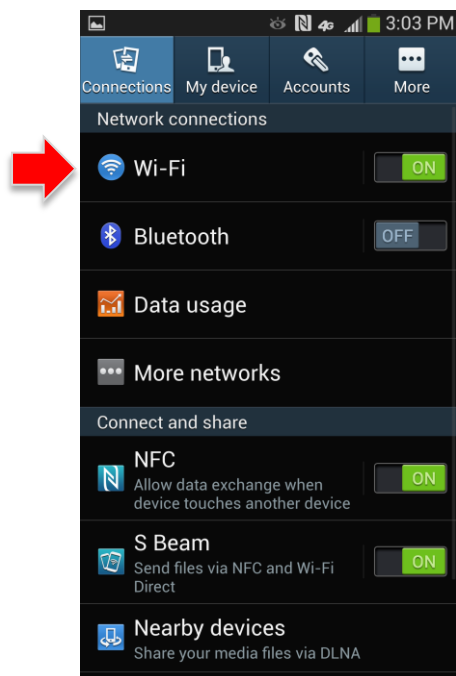 4G 3:03 PM
Connections My device Accounts More
Network connections
Wi-Fi ON
Bluetooth OFF
Data usage
More networks
Connect and share
NFC
Allow data exchange when
device touches another device
ON
S Beam
Send files via NFC and Wi-Fi
Direct
ON
Nearby devices
Share your media files via DLNA